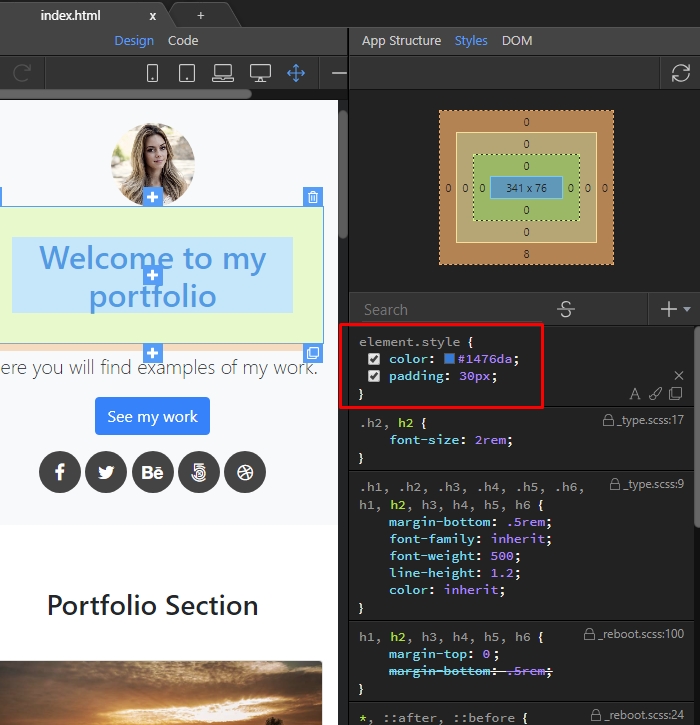 index.html x +
Design Code
App Structure Styles DOM
0
0
0
0 0 0 341 x 76 0 0 0
0
0
8
Welcome to my
portfolio
ere you will find examples of my work.
See my work
f Bē 5
Portfolio Section
Search S +
element.style {
color: #1476da;
padding: 30px;
}
A
.h2, h2 { _type.scss:17
font-size: 2rem;
}
.h1, .h2, .h3, .h4, .h5, .h6, _type.scss:9
h1, h2, h3, h4, h5, h6 {
margin-bottom: .5rem;
font-family: inherit;
font-weight: 500;
line-height: 1.2;
color: inherit;
}
h1, h2, h3, h4, h5, h6 { _reboot.scss:100
margin-top: 0;
margin-bottom: .5rem;
}
*, ::after, ::before { _reboot.scss:24